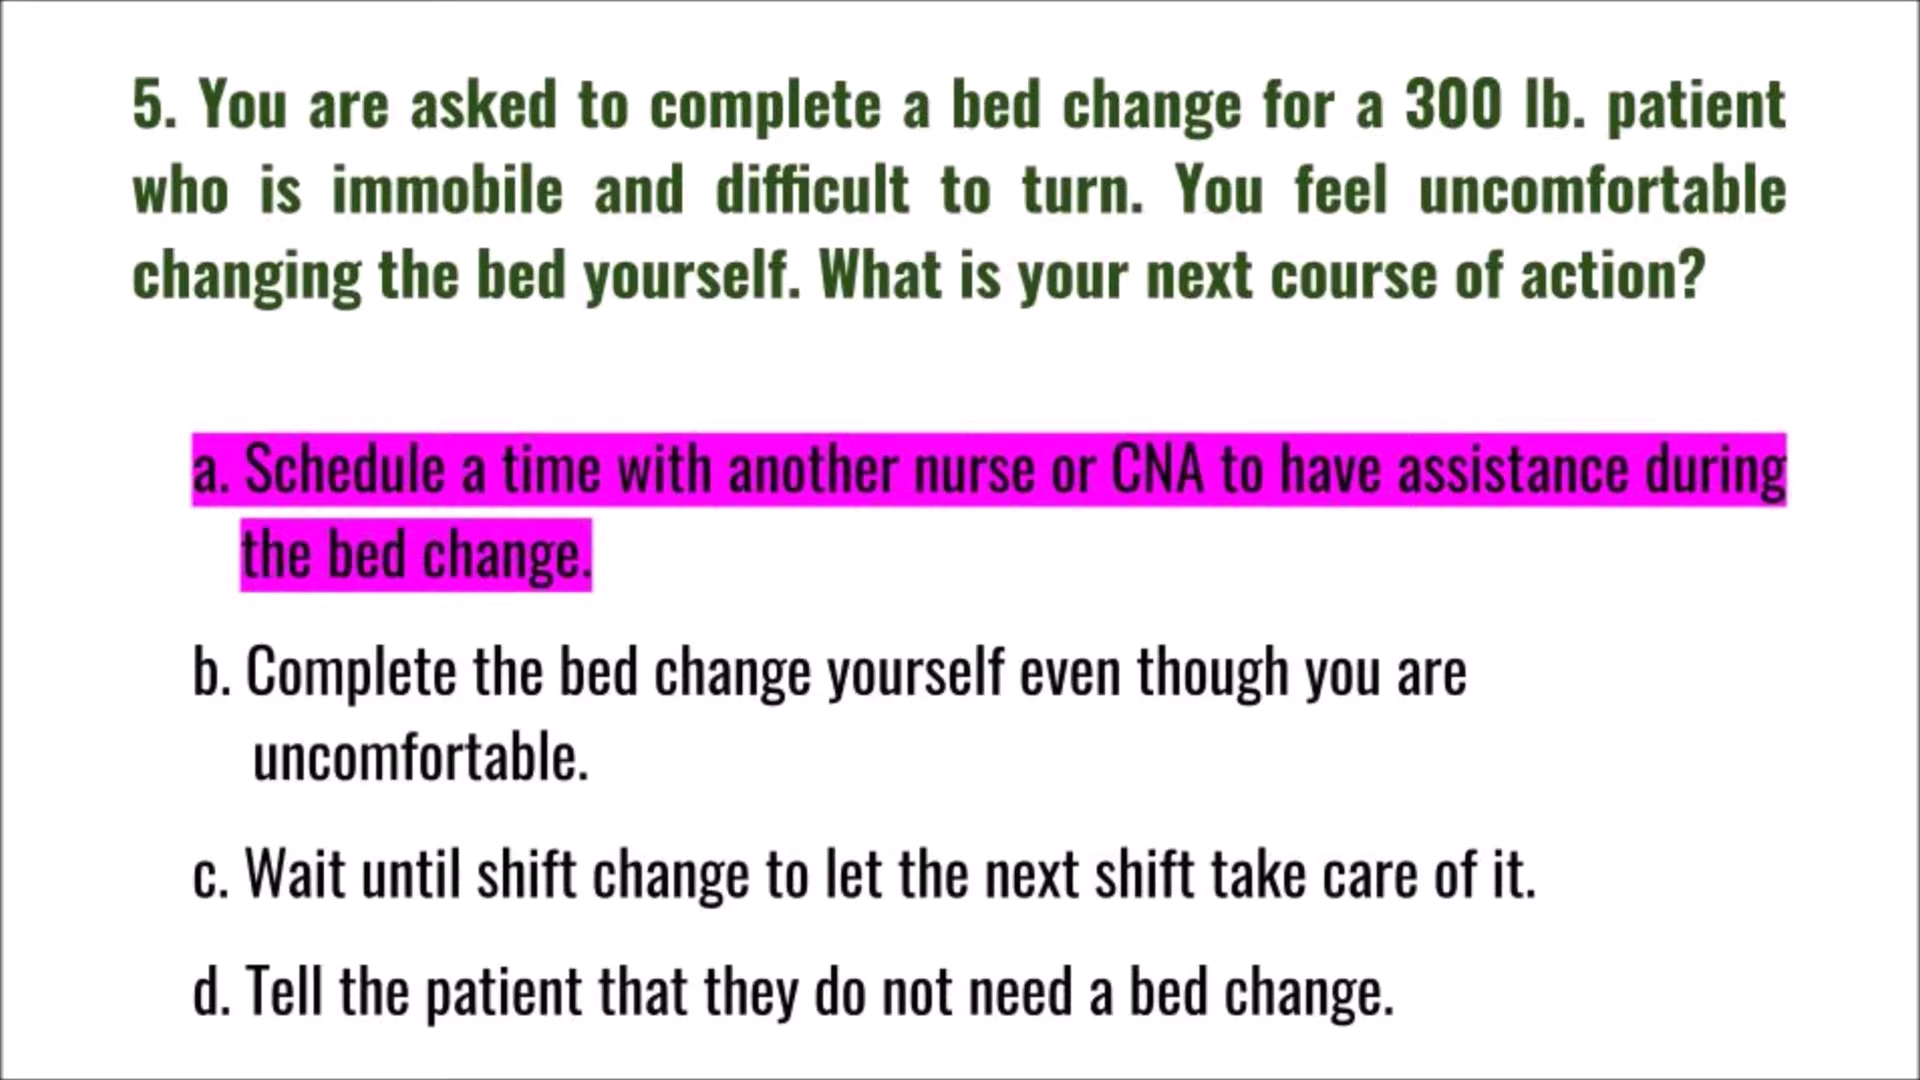 5. You are asked to complete a bed change for a 300 lb. patient
who is immobile and difficult to turn. You feel uncomfortable
changing the bed yourself. What is your next course of action?
a. Schedule a time with another nurse or CNA to have assistance during
the bed change.
b. Complete the bed change yourself even though you are
uncomfortable.
c. Wait until shift change to let the next shift take care of it.
d. Tell the patient that they do not need a bed change.